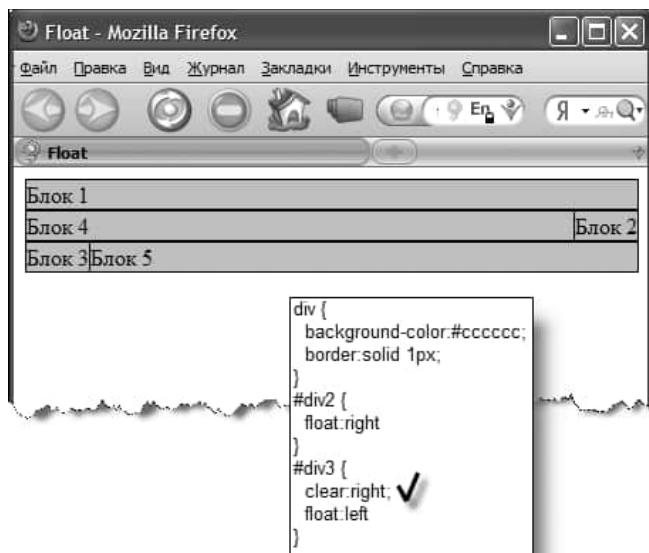 Float - Mozilla Firefox
Файл Правка Вид Журнал Закладки Инструменты Справка
En Я
Float
Блок 1
Блок 4 Блок 2
Блок 3 Блок 5
div {
background-color:#cccccc;
border:solid 1px;
}
#div2 {
float:right
}
#div3 {
clear:right;
float:left
}